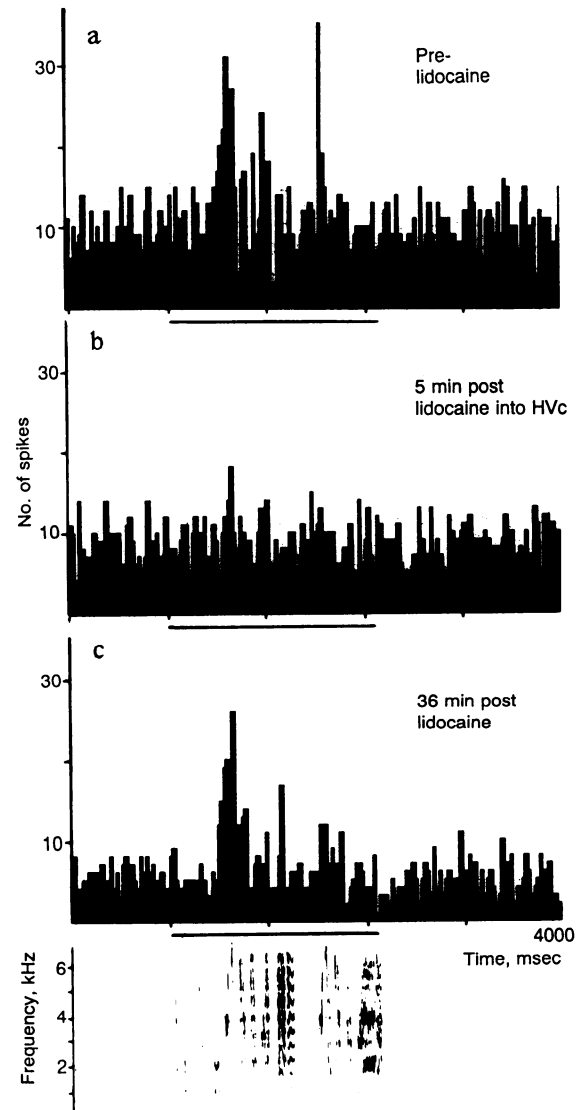 a
Pre-
lidocaine
30
10
b
5 min post
lidocaine into HVc
30
10
No. of spikes
c
36 min post
lidocaine
30
10
4000
Time, msec
Frequency, kHz
6
4
2